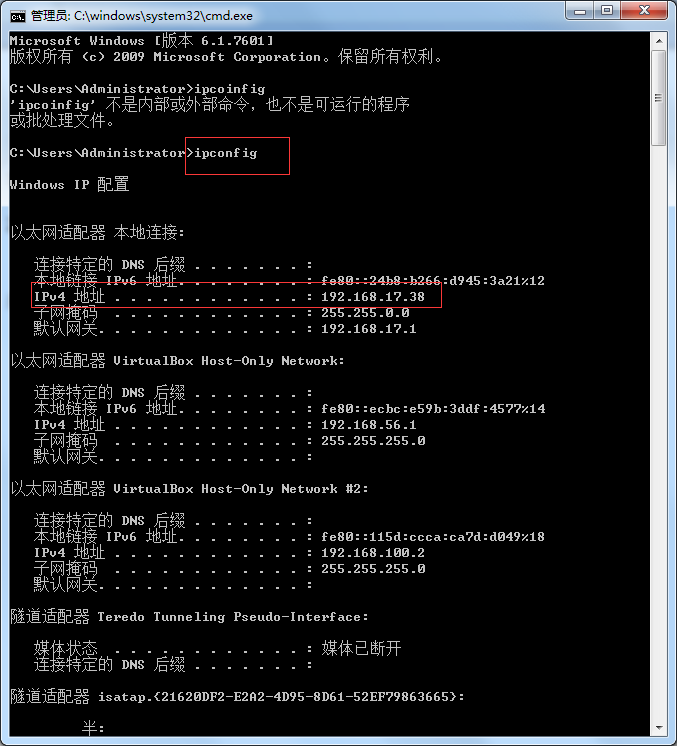 管理员: C:\windows\system32\cmd.exe
Microsoft Windows [版本 6.1.7601]
版权所有 (c) 2009 Microsoft Corporation。保留所有权利。
C:\Users\Administrator>ipcoinfig
'ipcoinfig' 不是内部或外部命令，也不是可运行的程序
或批处理文件。
C:\Users\Administrator>ipconfig
Windows IP 配置
以太网适配器 本地连接:
连接特定的 DNS 后缀 . . . . . . . :
本地链接 IPv6 地址. . . . . . . . : fe80::24b8:b266:d945:3a21%12
IPv4 地址 . . . . . . . . . . . . : 192.168.17.38
子网掩码  . . . . . . . . . . . . : 255.255.0.0
默认网关. . . . . . . . . . . . . : 192.168.17.1
以太网适配器 VirtualBox Host-Only Network:
连接特定的 DNS 后缀 . . . . . . . :
本地链接 IPv6 地址. . . . . . . . : fe80::ecbc:e59b:3ddf:4577%14
IPv4 地址 . . . . . . . . . . . . : 192.168.56.1
子网掩码  . . . . . . . . . . . . : 255.255.255.0
默认网关. . . . . . . . . . . . . :
以太网适配器 VirtualBox Host-Only Network #2:
连接特定的 DNS 后缀 . . . . . . . :
本地链接 IPv6 地址. . . . . . . . : fe80::115d:ccca:ca7d:d049%18
IPv4 地址 . . . . . . . . . . . . : 192.168.100.2
子网掩码  . . . . . . . . . . . . : 255.255.255.0
默认网关. . . . . . . . . . . . . :
隧道适配器 Teredo Tunneling Pseudo-Interface:
媒体状态  . . . . . . . . . . . . : 媒体已断开
连接特定的 DNS 后缀 . . . . . . . :
隧道适配器 isatap.{21620DF2-E2A2-4D95-8D61-52EF79863665}:
半: